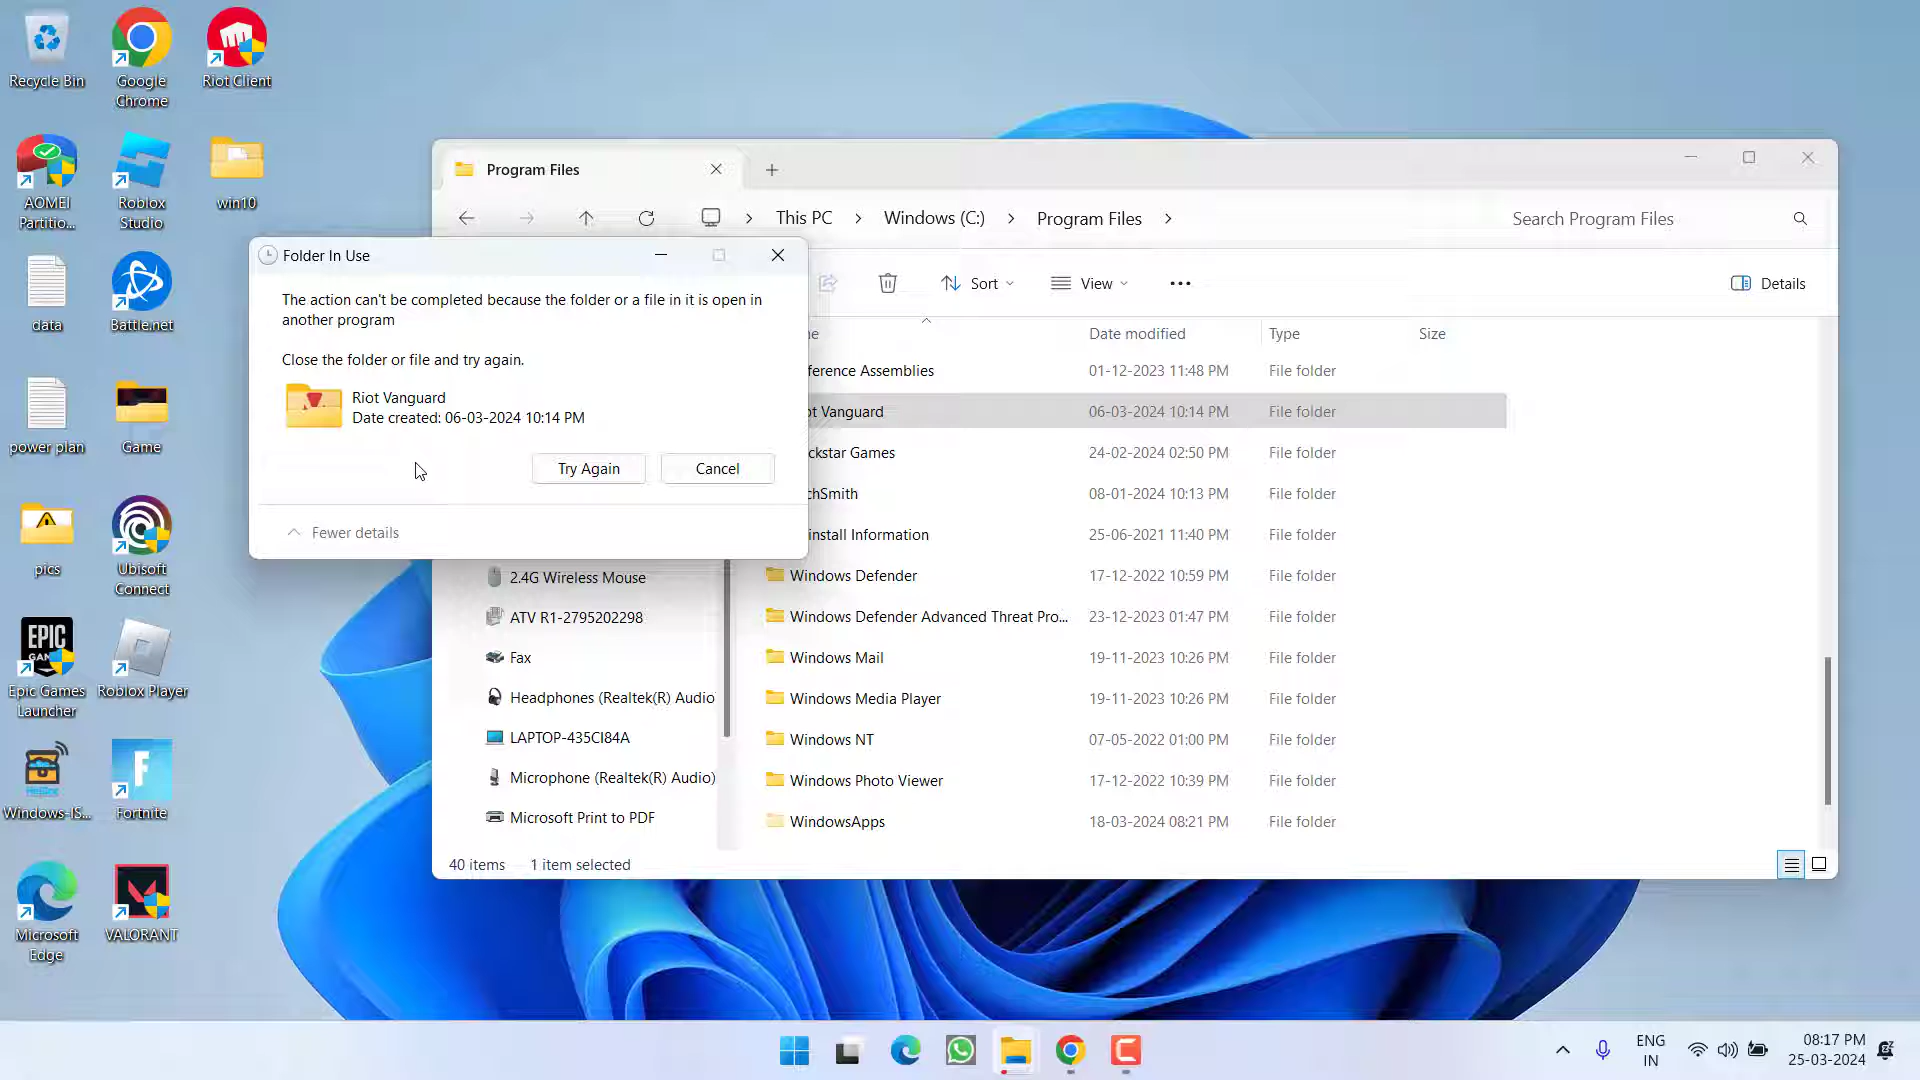 Recycle Bin
Google
Chrome
Riot Client
AOMEI
Partitio...
Roblox
Studio
win10
data
Battle.net
power plan
Game
pics
Ubisoft
Connect
EPIC
GAM
Epic Games
Launcher
Roblox Player
Windows-IS...
Fortnite
Microsoft
Edge
VALORANT
Program Files
This PC
Windows (C:)
Program Files
Search Program Files
Sort
View
Details
Folder In Use
The action can't be completed because the folder or a file in it is open in
another program
Close the folder or file and try again.
Riot Vanguard
Date created: 06-03-2024 10:14 PM
Try Again
Cancel
Fewer details
2.4G Wireless Mouse
ATV R1-2795202298
Fax
Headphones (Realtek(R) Audio
LAPTOP-435CI84A
Microphone (Realtek(R) Audio)
Microsoft Print to PDF
ne Date modified Type Size
ference Assemblies 01-12-2023 11:48 PM File folder
ot Vanguard 06-03-2024 10:14 PM File folder
ckstar Games 24-02-2024 02:50 PM File folder
chSmith 08-01-2024 10:13 PM File folder
install Information 25-06-2021 11:40 PM File folder
Windows Defender 17-12-2022 10:59 PM File folder
Windows Defender Advanced Threat Pro... 23-12-2023 01:47 PM File folder
Windows Mail 19-11-2023 10:26 PM File folder
Windows Media Player 19-11-2023 10:26 PM File folder
Windows NT 07-05-2022 01:00 PM File folder
Windows Photo Viewer 17-12-2022 10:39 PM File folder
WindowsApps 18-03-2024 08:21 PM File folder
40 items 1 item selected
ENG
IN
08:17 PM
25-03-2024